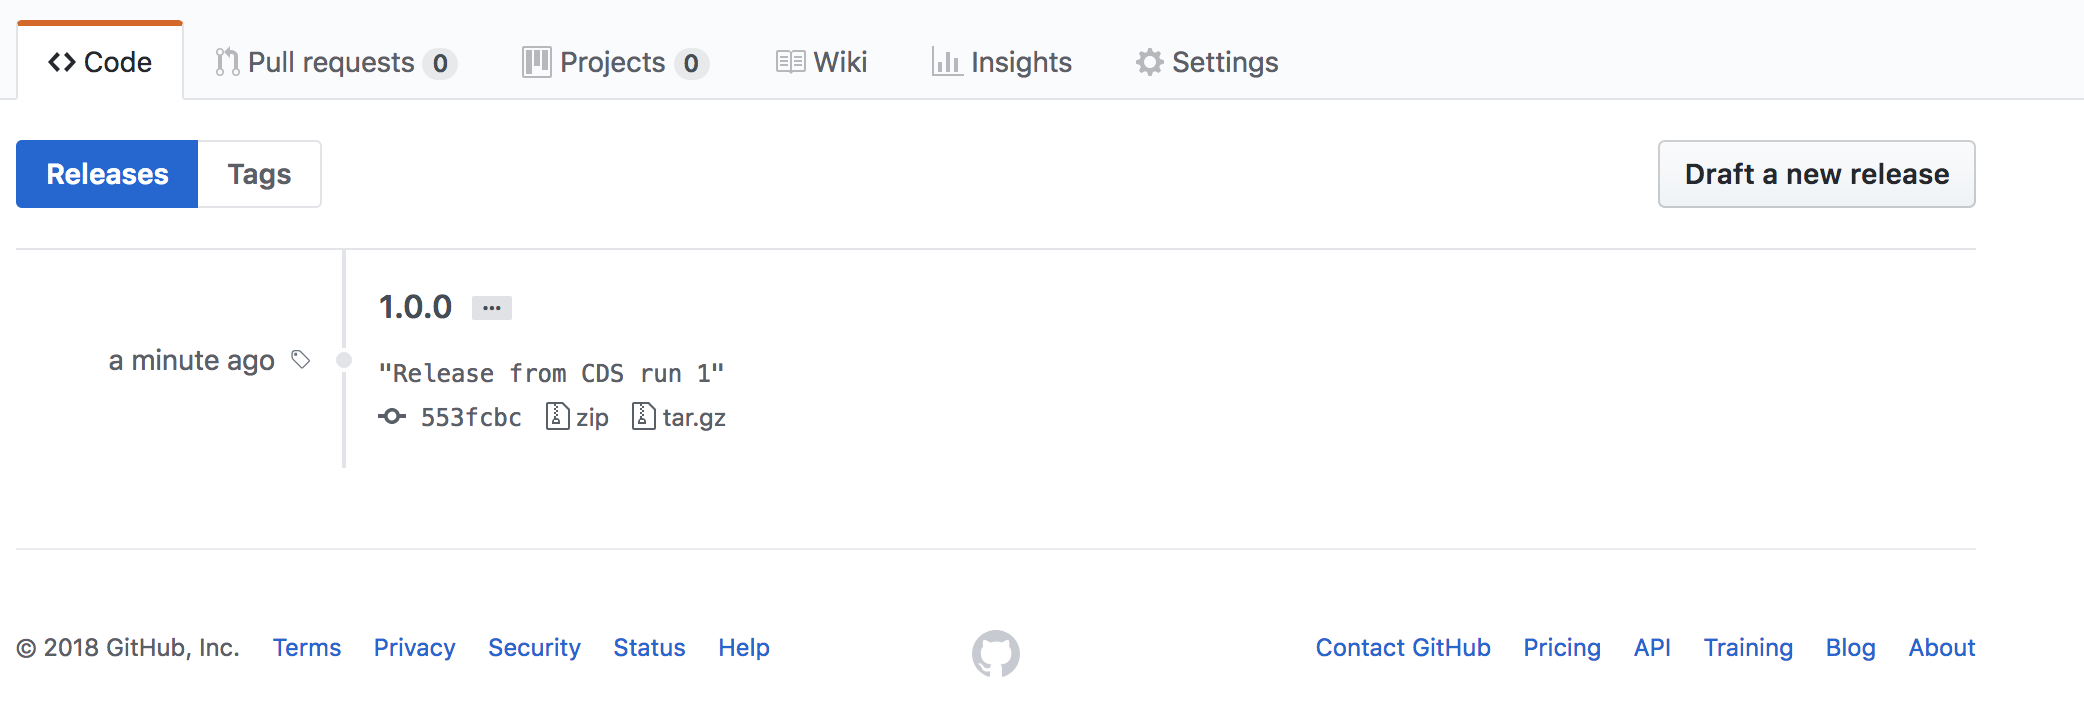 Code Pull requests 0 Projects 0 Wiki Insights Settings
Releases Tags Draft a new release
1.0.0 ...
a minute ago
"Release from CDS run 1"
553fcbc zip tar.gz
© 2018 GitHub, Inc. Terms Privacy Security Status Help Contact GitHub Pricing API Training Blog About